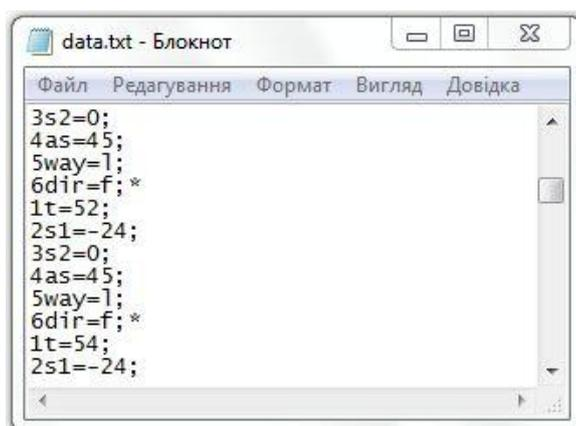 data.txt - Блокнот
Файл Редагування Формат Вигляд Довідка
3s2=0;
4as=45;
5way=l;
6dir=f;*
1t=52;
2s1=-24;
3s2=0;
4as=45;
5way=l;
6dir=f;*
1t=54;
2s1=-24;